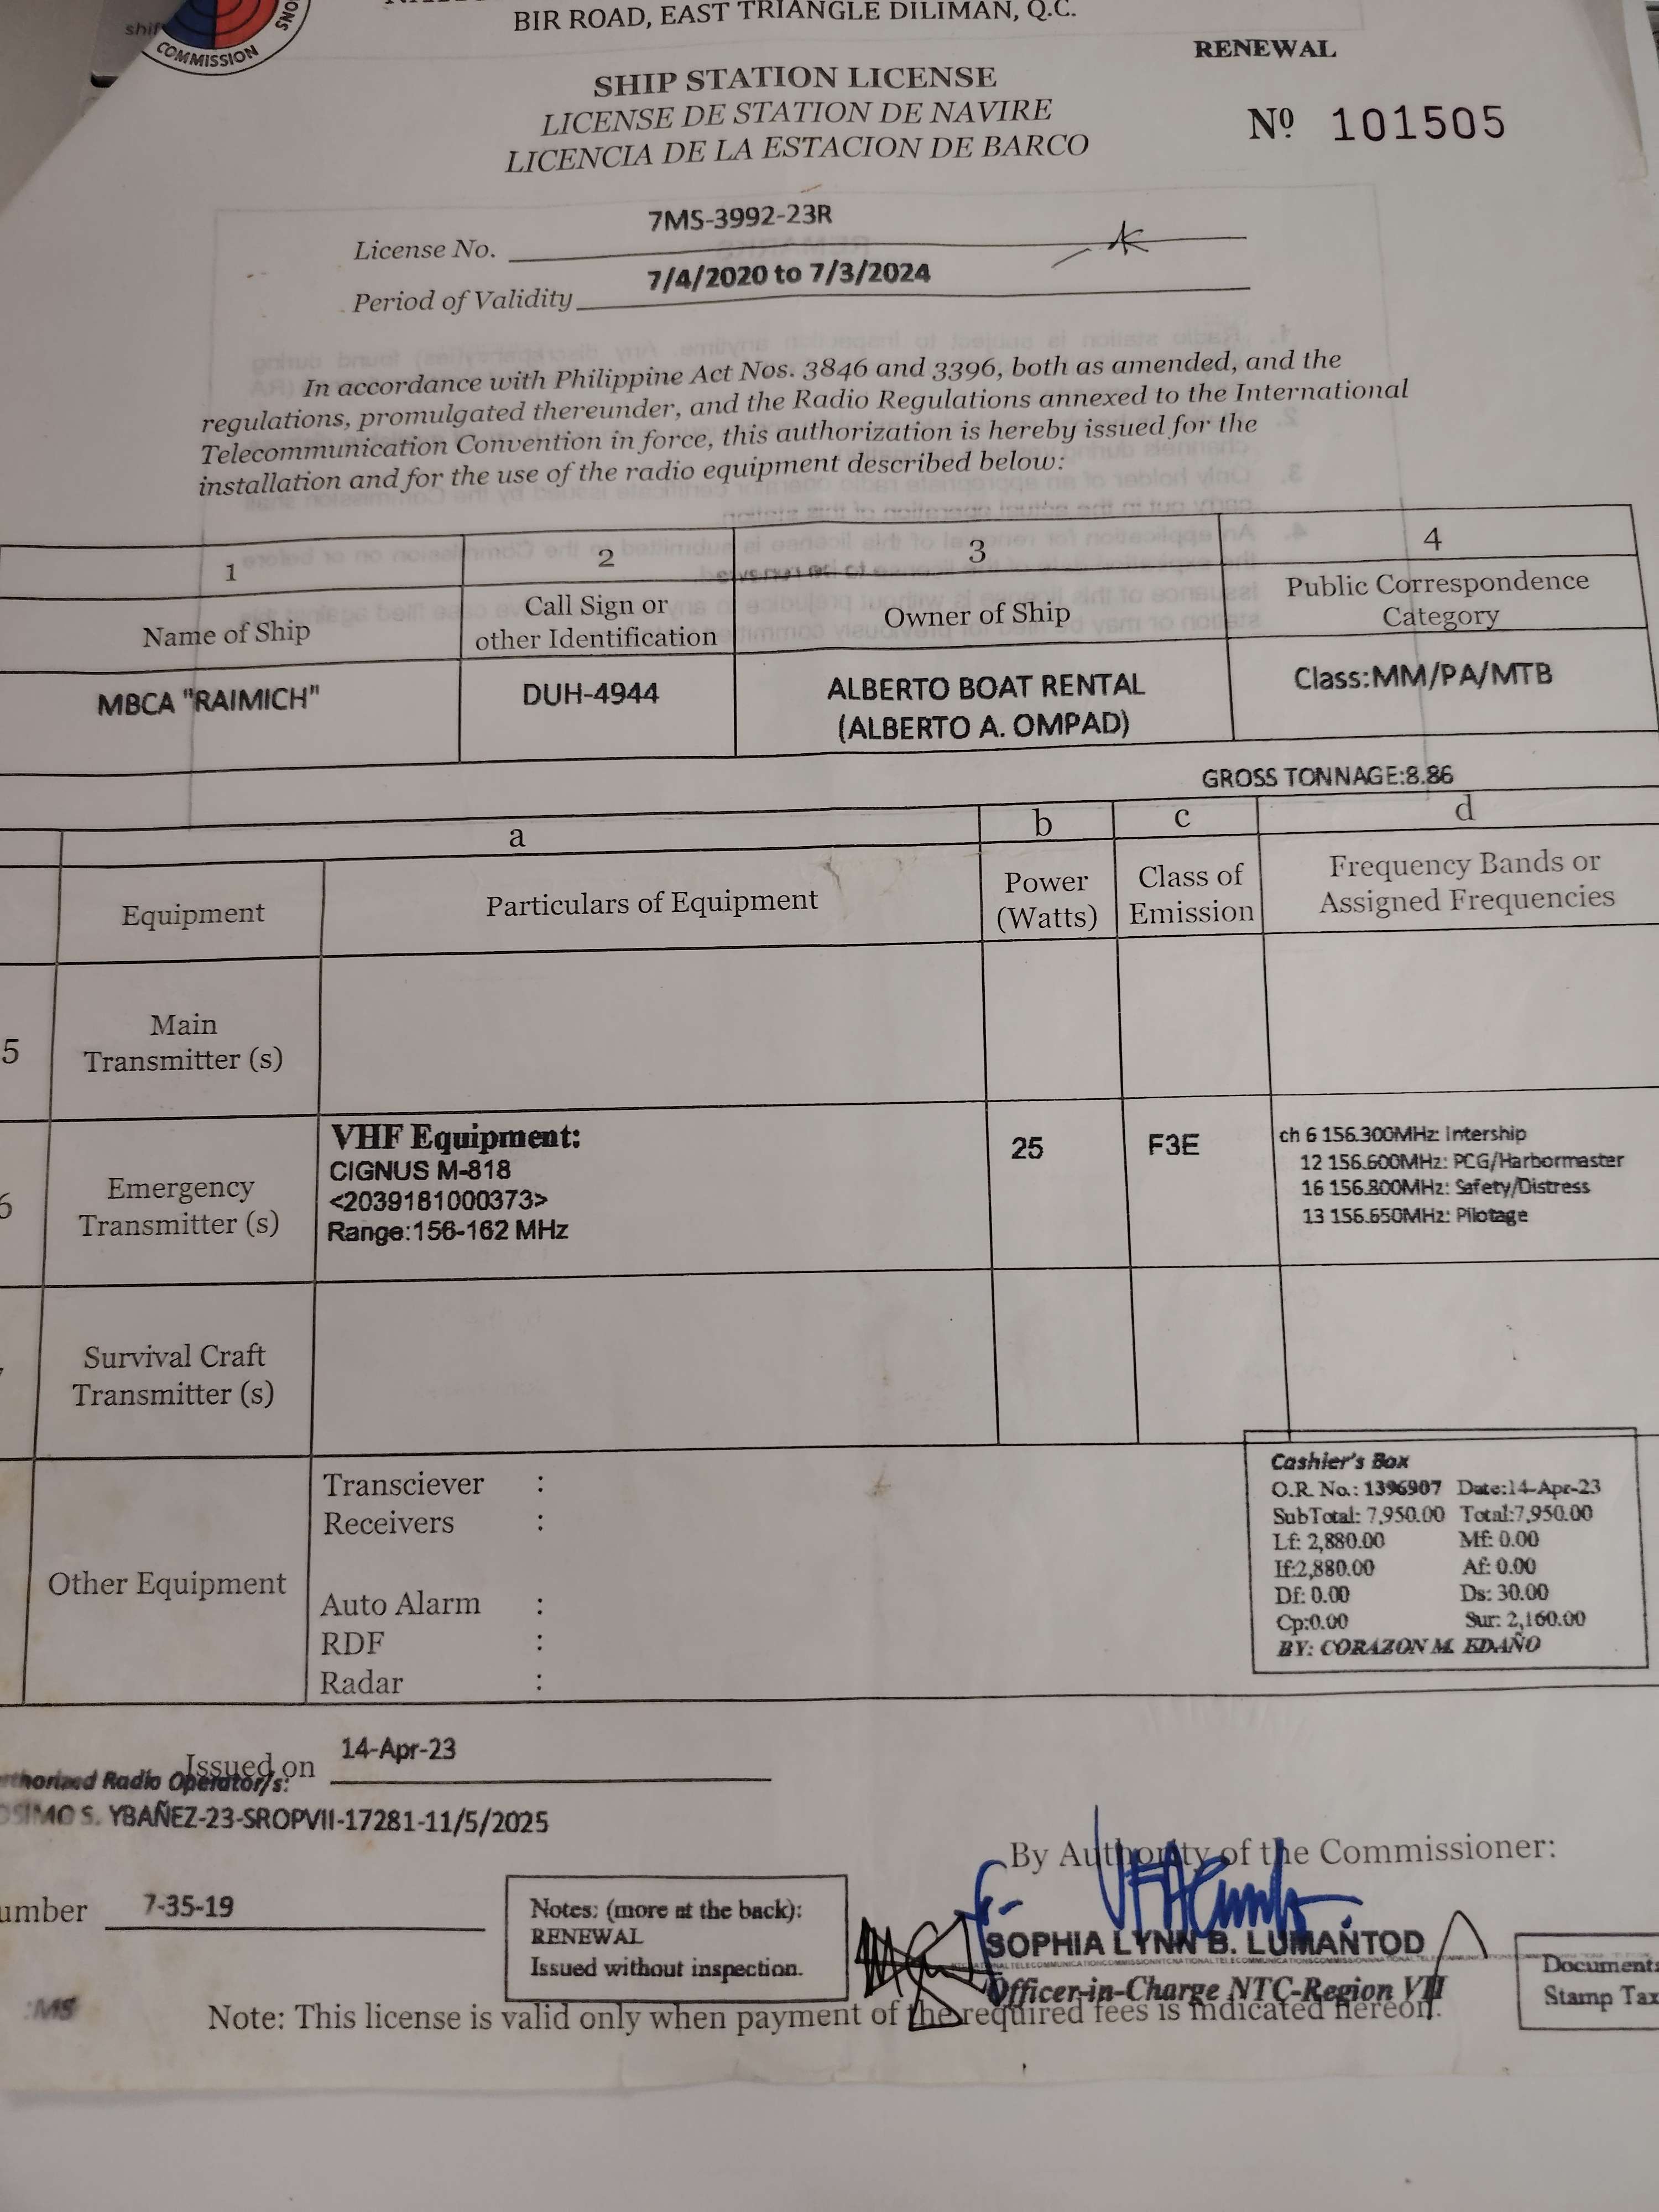 BIR ROAD, EAST TRIANGLE DILIMAN, Q.C.
COMMISSION
RENEWAL
SHIP STATION LICENSE
LICENSE DE STATION DE NAVIRE
LICENCIA DE LA ESTACION DE BARCO
Nº 101505
License No. 7MS-3992-23R
Period of Validity 7/4/2020 to 7/3/2024
In accordance with Philippine Act Nos. 3846 and 3396, both as amended, and the
regulations, promulgated thereunder, and the Radio Regulations annexed to the International
Telecommunication Convention in force, this authorization is hereby issued for the
installation and for the use of the radio equipment described below:
1 2 3 4
Name of Ship
Call Sign or
other Identification
Owner of Ship
Public Correspondence
Category
MBCA "RAIMICH"
DUH-4944
ALBERTO BOAT RENTAL
(ALBERTO A. OMPAD)
Class:MM/PA/MTB
GROSS TONNAGE:8.86
a b c d
Equipment
Particulars of Equipment
Power
(Watts)
Class of
Emission
Frequency Bands or
Assigned Frequencies
5
Main
Transmitter (s)
6
Emergency
Transmitter (s)
VHF Equipment:
CIGNUS M-818
<2039181000373>
Range:156-162 MHz
25
F3E
ch 6 156.300MHz: Intership
12 156.600MHz: PCG/Harbormaster
16 156.800MHz: Safety/Distress
13 156.650MHz: Pilotage
Survival Craft
Transmitter (s)
Other Equipment
Transciever :
Receivers :
Auto Alarm :
RDF :
Radar :
Cashier's Box
O.R. No.: 1396907 Date:14-Apr-23
SubTotal: 7,950.00 Total:7,950.00
Lf: 2,880.00 Mf: 0.00
If:2,880.00 Af: 0.00
Df: 0.00 Ds: 30.00
Cp:0.00 Sur: 2,160.00
BY: CORAZON M. EDAÑO
Issued on 14-Apr-23
Radio Operator/s:
S. YBAÑEZ-23-SROPVII-17281-11/5/2025
umber 7-35-19
Notes: (more at the back):
RENEWAL
Issued without inspection.
By Authority of the Commissioner:
SOPHIA LYNN B. LUMANTOD
Officer-in-Charge NTC-Region VII
:MS
Note: This license is valid only when payment of the required fees is indicated hereon.
Document
Stamp Tax